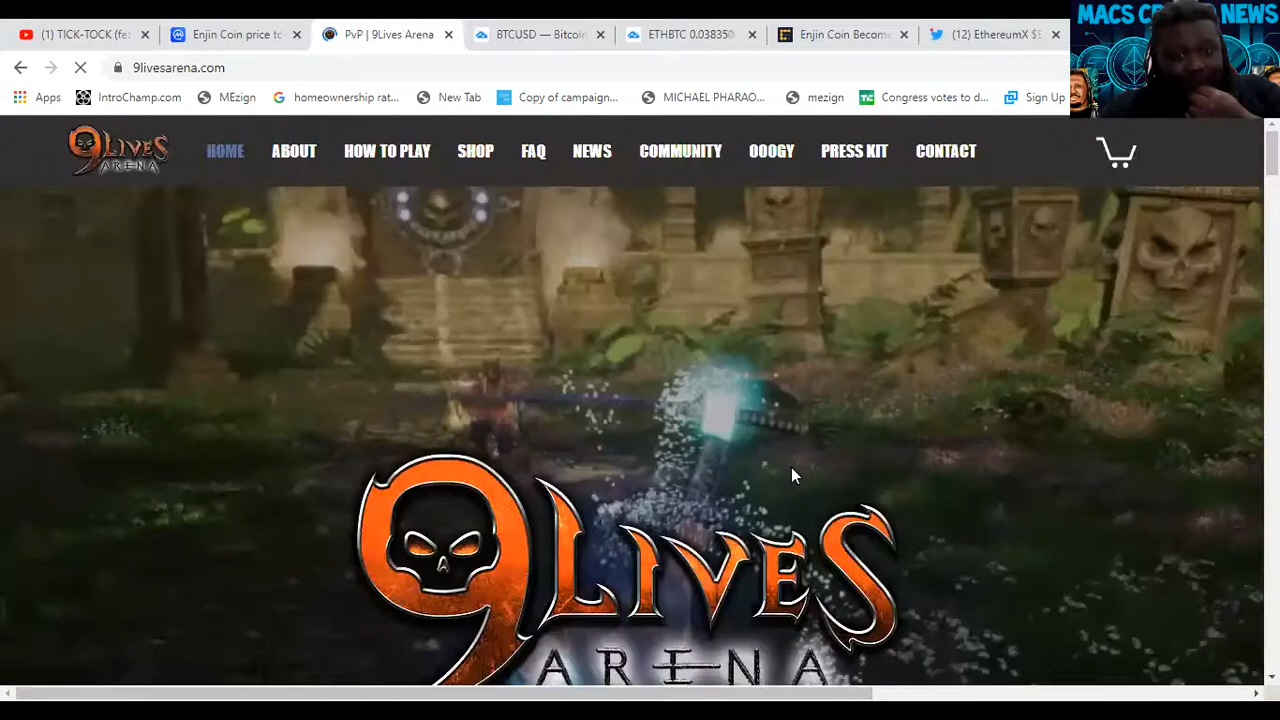 MACS CR NEWS
(1) TICK-TOCK (fe
Enjin Coin price to
PvP | 9Lives Arena
BTCUSD — Bitcoin
ETHBTC 0.038350
Enjin Coin Become
(12) EthereumX $E
9livesarena.com
Apps
IntroChamp.com
MEzign
homeownership rat...
New Tab
Copy of campaign...
MICHAEL PHARAO...
mezign
Congress votes to d...
Sign Up
9LIVES
ARENA
HOME
ABOUT
HOW TO PLAY
SHOP
FAQ
NEWS
COMMUNITY
OOOGY
PRESS KIT
CONTACT
9LIVES
ARENA